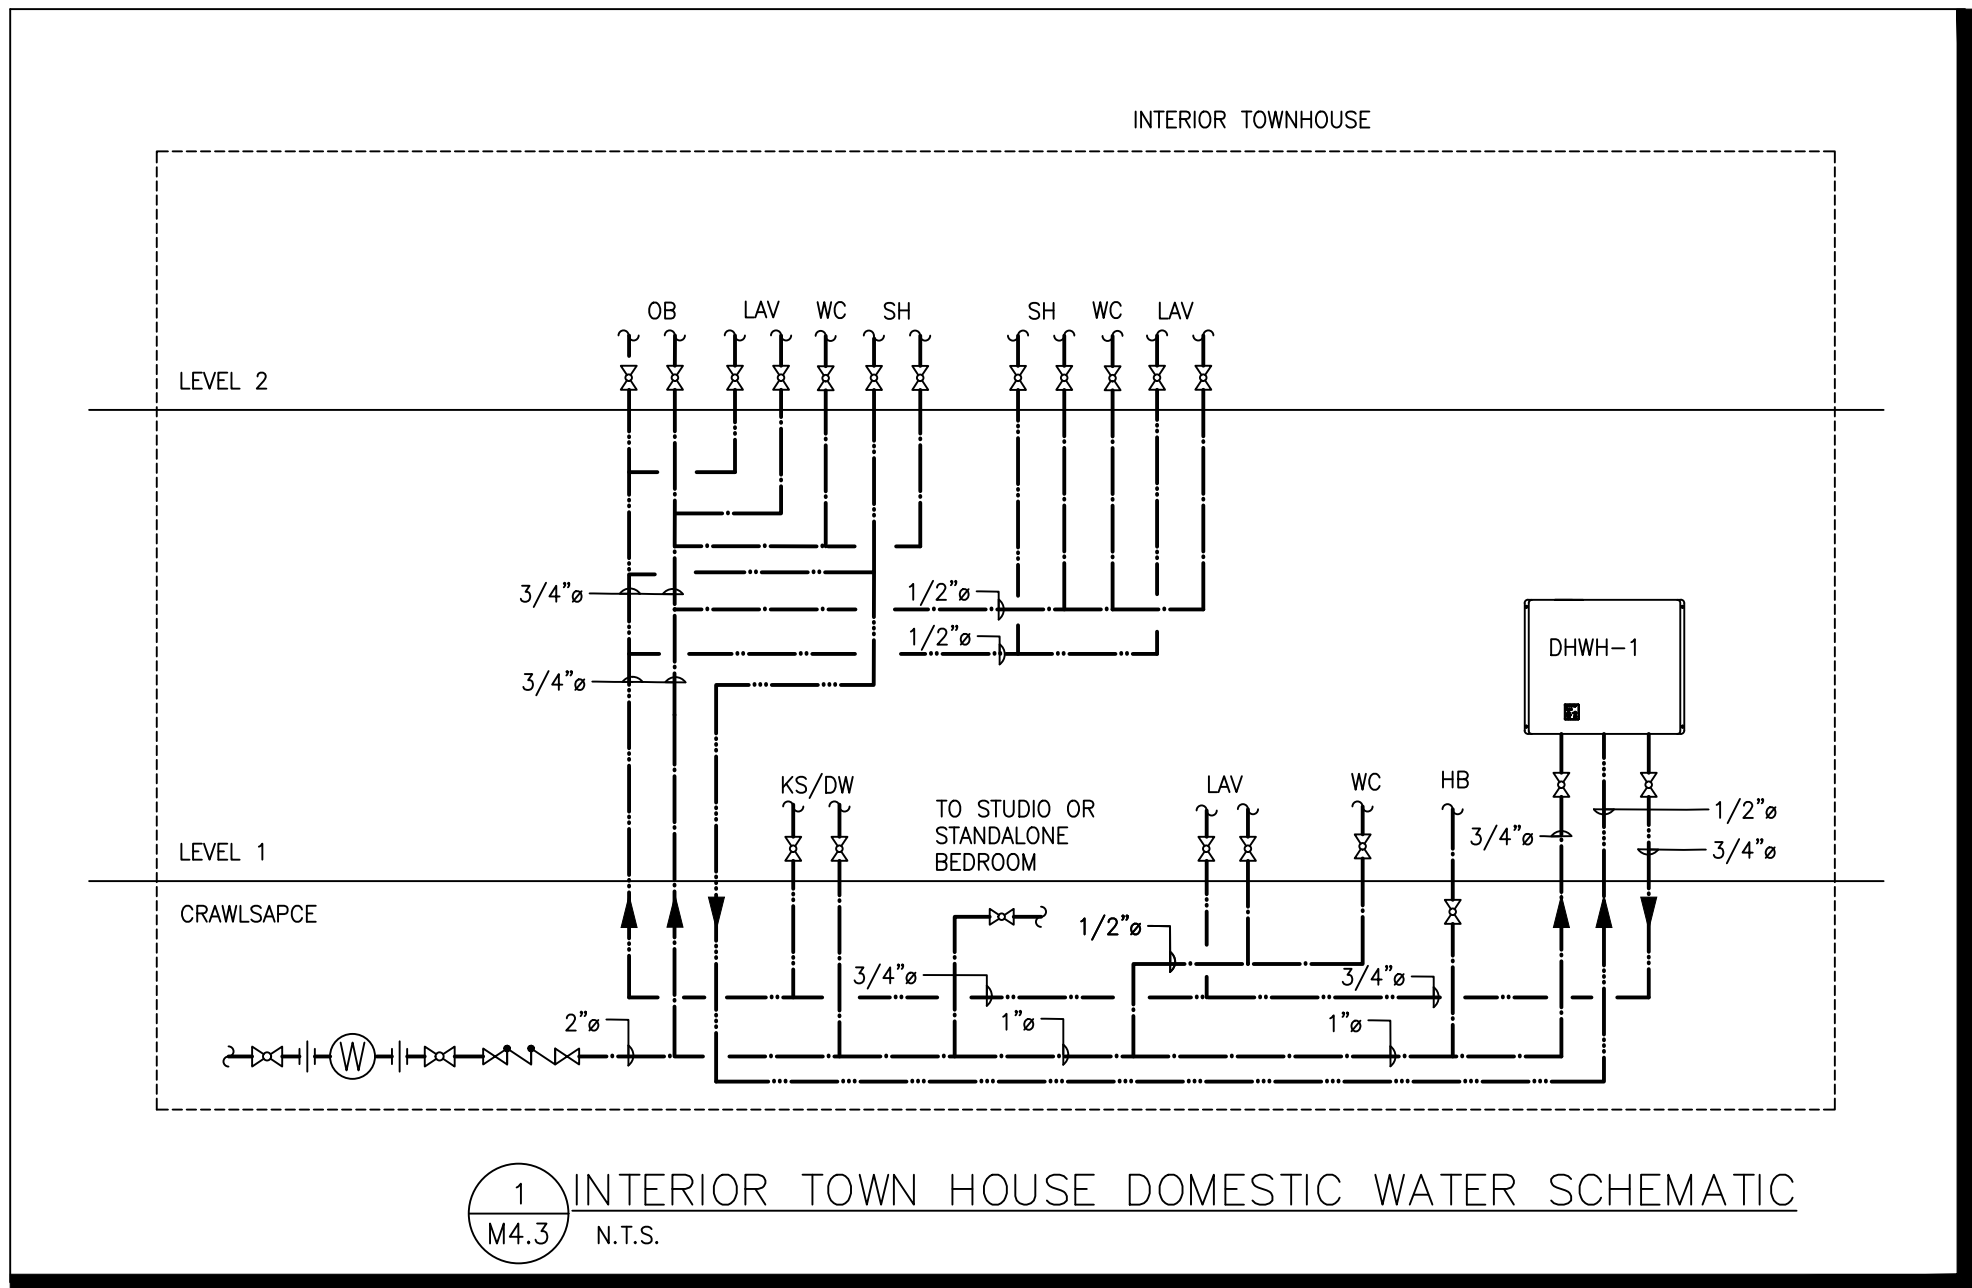 INTERIOR TOWNHOUSE
OB LAV WC SH SH WC LAV
LEVEL 2
3/4"ø 1/2"ø
1/2"ø
DHWH-1
3/4"ø
KS/DW
TO STUDIO OR
STANDALONE
BEDROOM
LAV WC HB
1/2"ø
3/4"ø
3/4"ø
LEVEL 1
CRAWLSAPCE
1/2"ø
3/4"ø 3/4"ø
2"ø 1"ø 1"ø
W
1
M4.3
INTERIOR TOWN HOUSE DOMESTIC WATER SCHEMATIC
N.T.S.